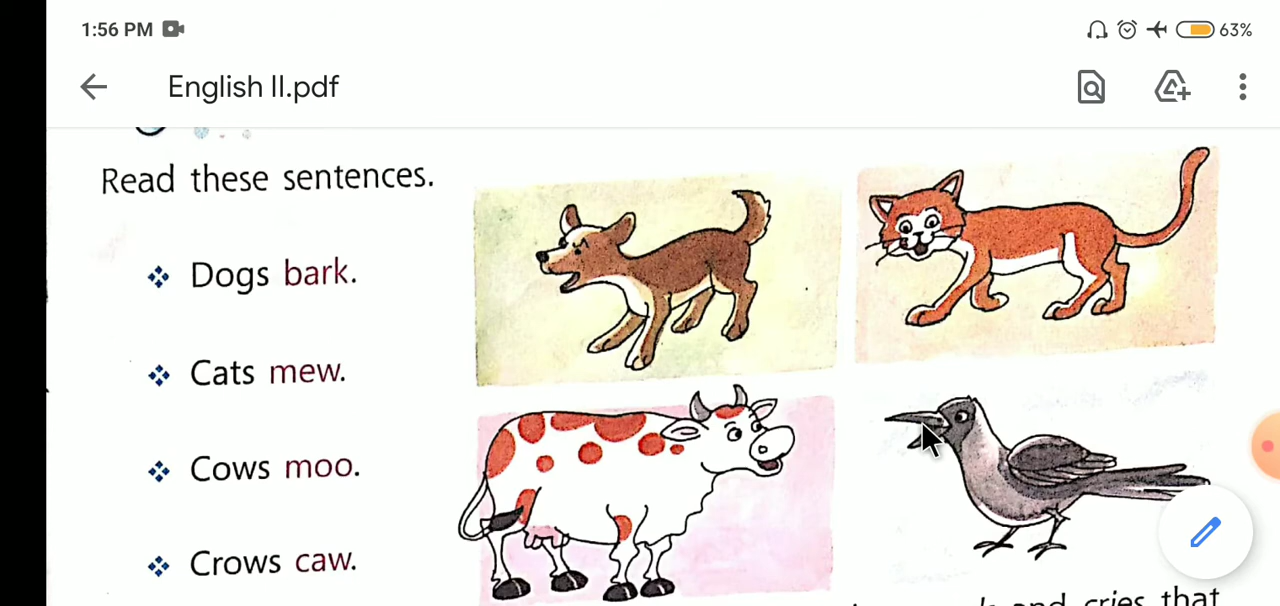 1:56 PM 63%
English II.pdf
Read these sentences.
Dogs bark.
Cats mew.
Cows moo.
Crows caw.
and cries that